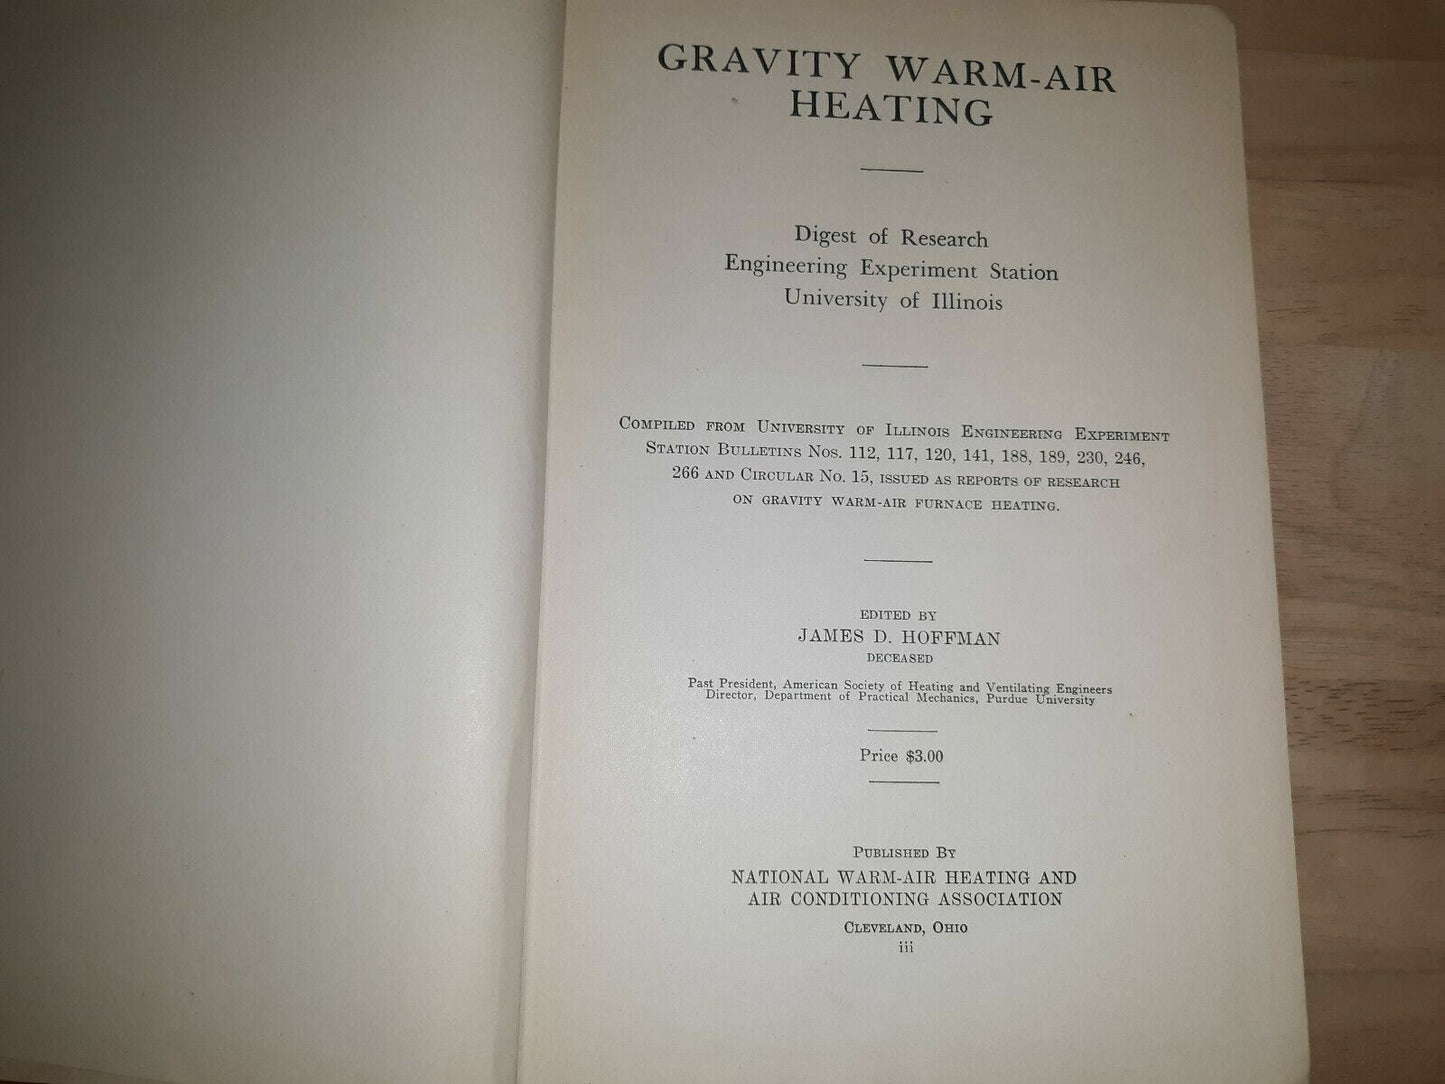 GRAVITY WARM-AIR
HEATING
Digest of Research
Engineering Experiment Station
University of Illinois
COMPILED FROM UNIVERSITY OF ILLINOIS ENGINEERING EXPERIMENT
STATION BULLETINS NOS. 112, 117, 120, 141, 188, 189, 230, 246,
266 AND CIRCULAR NO. 15, ISSUED AS REPORTS OF RESEARCH
ON GRAVITY WARM-AIR FURNACE HEATING.
EDITED BY
JAMES D. HOFFMAN
DECEASED
Past President, American Society of Heating and Ventilating Engineers
Director, Department of Practical Mechanics, Purdue University
Price $3.00
PUBLISHED BY
NATIONAL WARM-AIR HEATING AND
AIR CONDITIONING ASSOCIATION
CLEVELAND, OHIO
iii